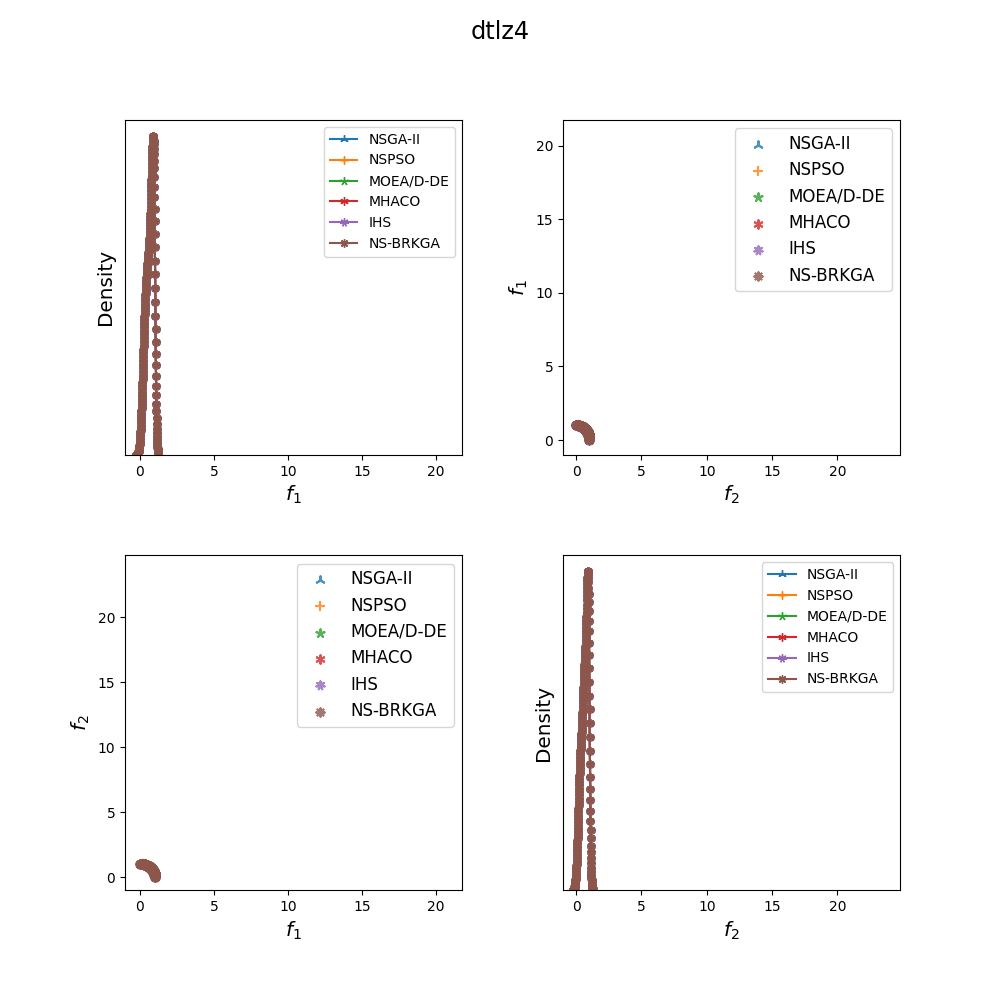 dtlz4
Density
NSGA-II
NSPSO
MOEA/D-DE
MHACO
IHS
NS-BRKGA
0 5 10 15 20
f1
f1
20
15
10
5
0
NSGA-II
NSPSO
MOEA/D-DE
MHACO
IHS
NS-BRKGA
0 5 10 15 20
f2
f2
20
15
10
5
0
NSGA-II
NSPSO
MOEA/D-DE
MHACO
IHS
NS-BRKGA
0 5 10 15 20
f1
Density
NSGA-II
NSPSO
MOEA/D-DE
MHACO
IHS
NS-BRKGA
0 5 10 15 20
f2